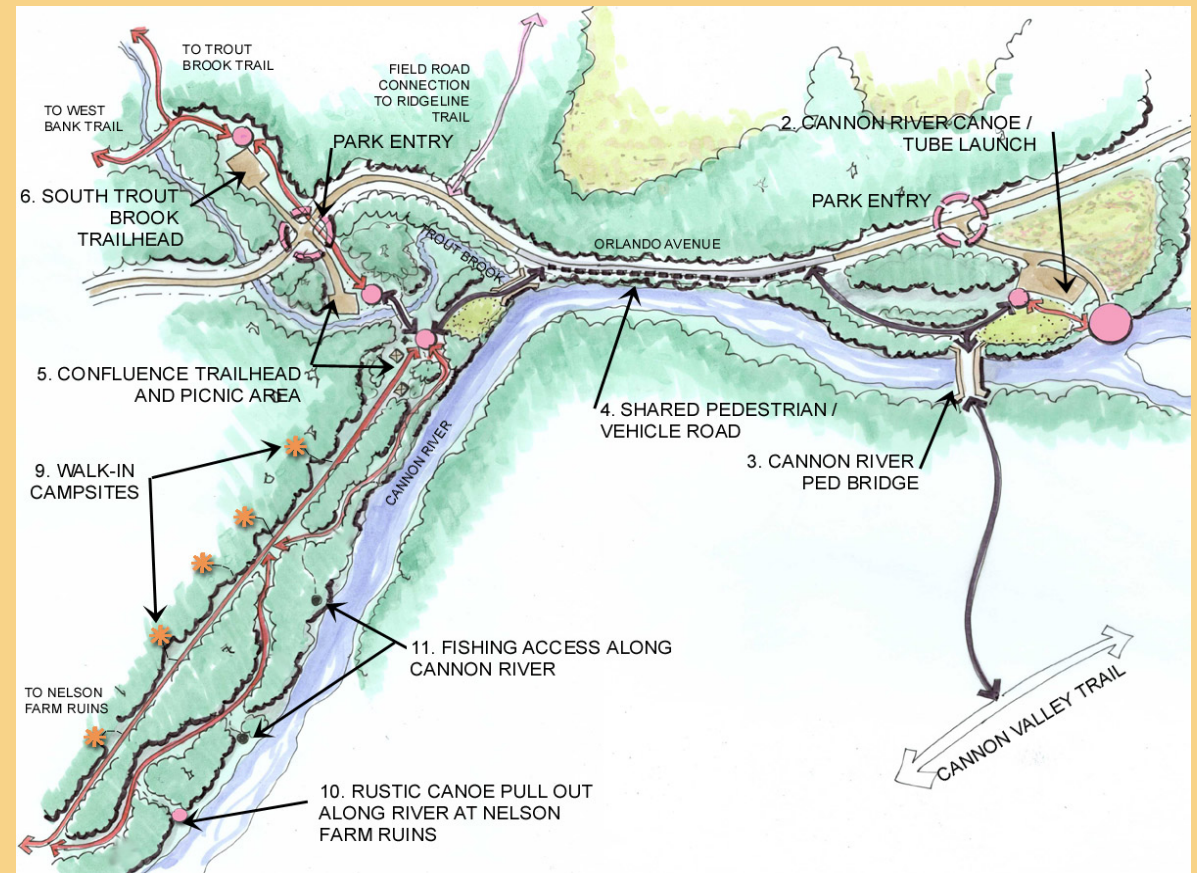 TO TROUT
BROOK TRAIL
FIELD ROAD
CONNECTION
TO RIDGELINE
TRAIL
TO WEST
BANK TRAIL
PARK ENTRY
2. CANNON RIVER CANOE /
TUBE LAUNCH
6. SOUTH TROUT
BROOK
TRAILHEAD
PARK ENTRY
TROUT BROOK
ORLANDO AVENUE
5. CONFLUENCE TRAILHEAD
AND PICNIC AREA
4. SHARED PEDESTRIAN /
VEHICLE ROAD
3. CANNON RIVER
PED BRIDGE
9. WALK-IN
CAMPSITES
CANNON RIVER
11. FISHING ACCESS ALONG
CANNON RIVER
TO NELSON
FARM RUINS
CANNON VALLEY TRAIL
10. RUSTIC CANOE PULL OUT
ALONG RIVER AT NELSON
FARM RUINS